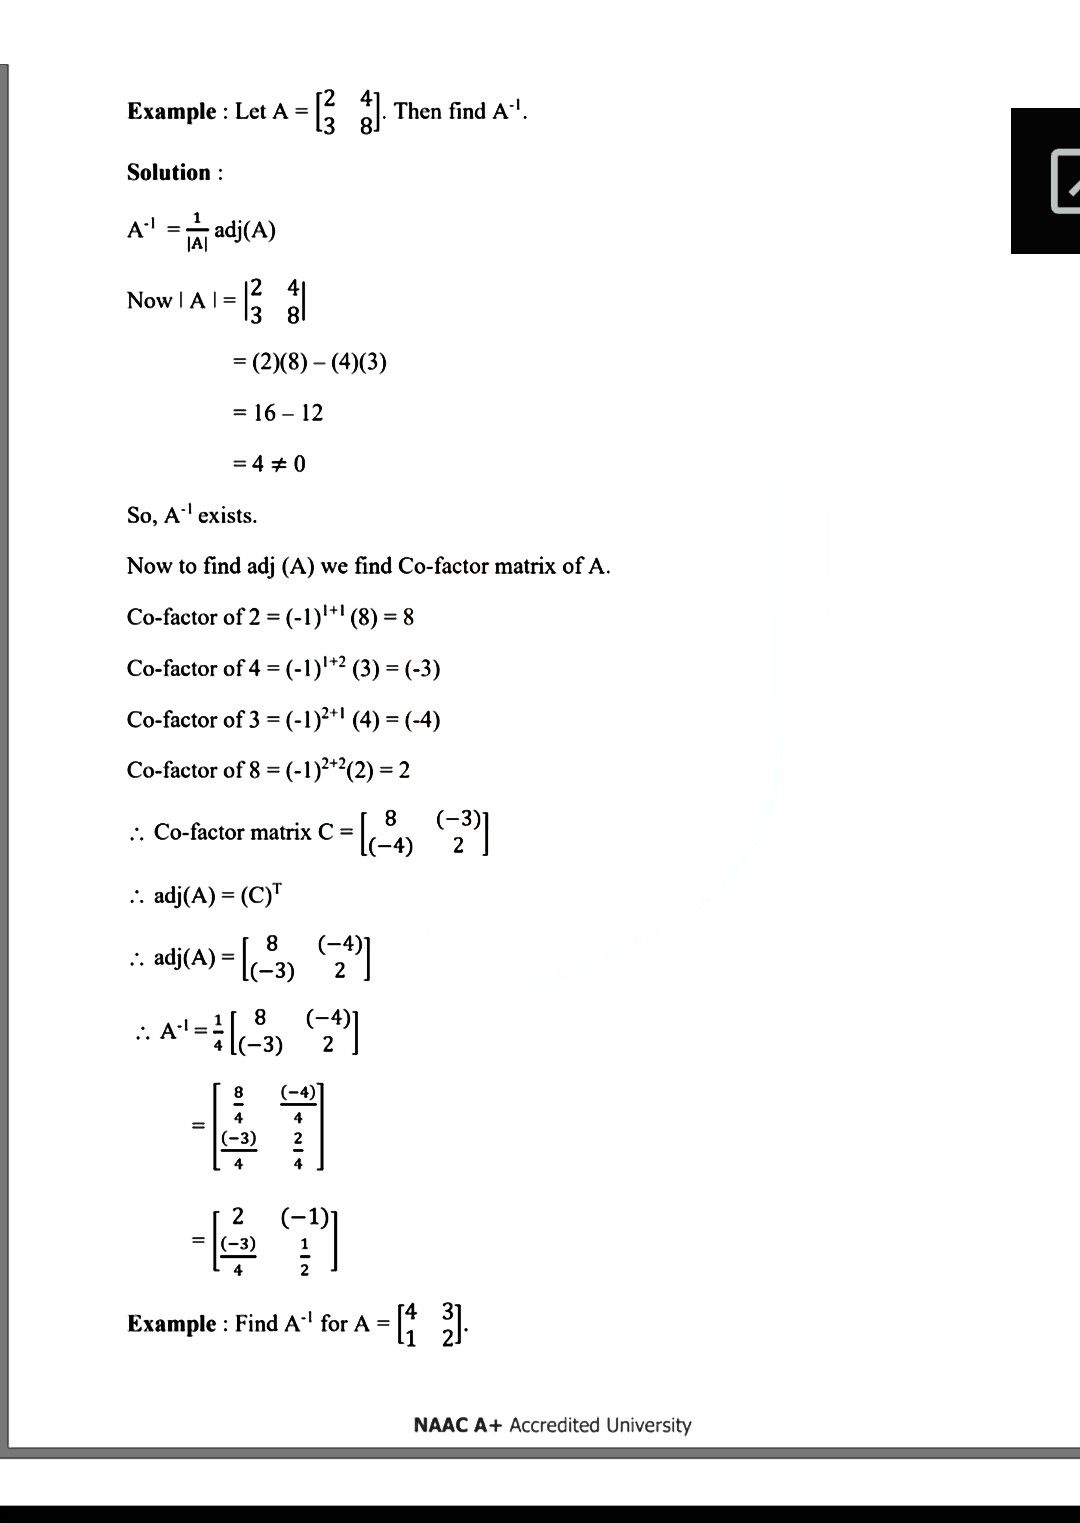 Example : Let A = [2 4; 3 8]. Then find A⁻¹.
Solution :
A⁻¹ = 1/|A| adj(A)
Now | A | = |2 4; 3 8|
= (2)(8) – (4)(3)
= 16 – 12
= 4 ≠ 0
So, A⁻¹ exists.
Now to find adj (A) we find Co-factor matrix of A.
Co-factor of 2 = (-1)¹⁺¹ (8) = 8
Co-factor of 4 = (-1)¹⁺² (3) = (-3)
Co-factor of 3 = (-1)²⁺¹ (4) = (-4)
Co-factor of 8 = (-1)²⁺²(2) = 2
∴ Co-factor matrix C = [8 (−3); (−4) 2]
∴ adj(A) = (C)ᵀ
∴ adj(A) = [8 (−4); (−3) 2]
∴ A⁻¹ = 1/4 [8 (−4); (−3) 2]
= [8/4 (−4)/4; (−3)/4 2/4]
= [2 (−1); (−3)/4 1/2]
Example : Find A⁻¹ for A = [4 3; 1 2].
NAAC A+ Accredited University